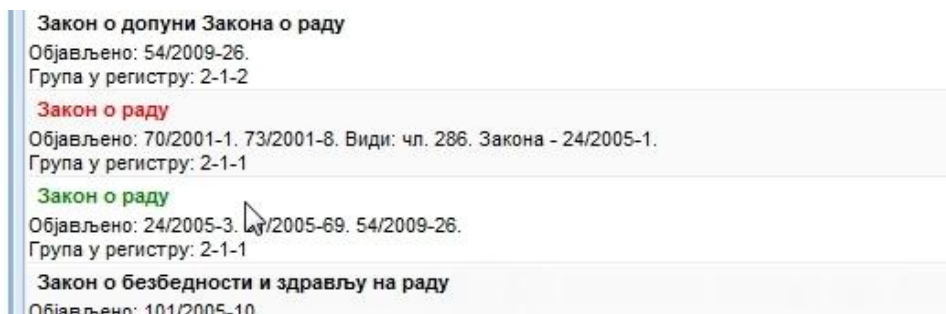 Закон о допуни Закона о раду
Објављено: 54/2009-26.
Група у регистру: 2-1-2
Закон о раду
Објављено: 70/2001-1. 73/2001-8. Види: чл. 286. Закона - 24/2005-1.
Група у регистру: 2-1-1
Закон о раду
Објављено: 24/2005-3. /2005-69. 54/2009-26.
Група у регистру: 2-1-1
Закон о безбедности и здрављу на раду
Објављено: 101/2005-10